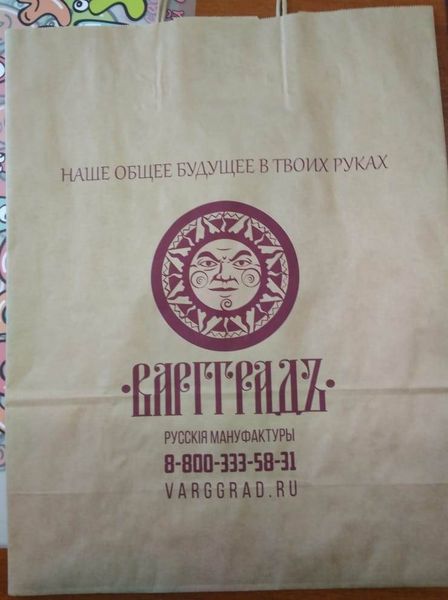 НАШЕ ОБЩЕЕ БУДУЩЕЕ В ТВОИХ РУКАХ
·ВАРГГРАДЪ·
РУССКІЯ МАНУФАКТУРЫ
8-800-333-58-31
VARGGRAD.RU